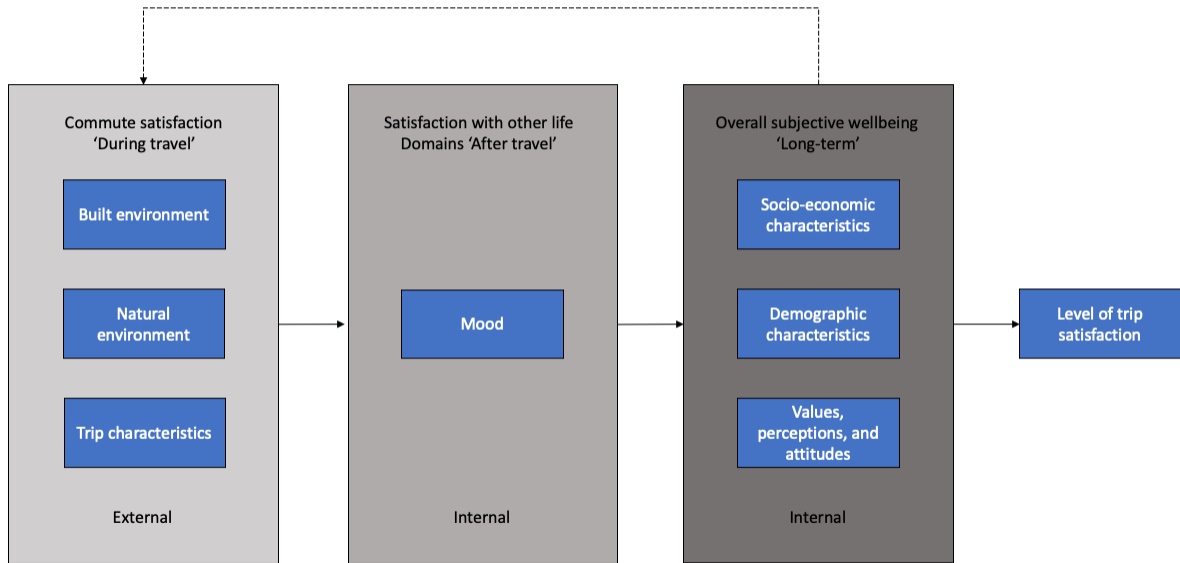 Commute satisfaction
‘During travel’
Built environment
Natural
environment
Trip characteristics
External
Satisfaction with other life
Domains ‘After travel’
Mood
Internal
Overall subjective wellbeing
‘Long-term’
Socio-economic
characteristics
Demographic
characteristics
Values,
perceptions, and
attitudes
Internal
Level of trip
satisfaction